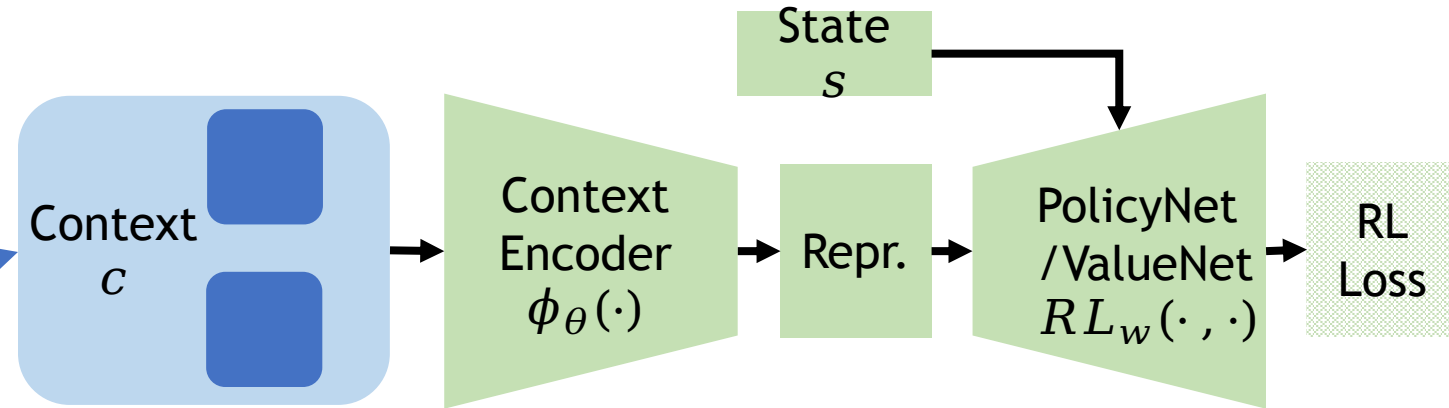 State
s
Context
c
Context
Encoder
ϕ_θ(·)
Repr.
PolicyNet
/ValueNet
RL_w(· , ·)
RL
Loss